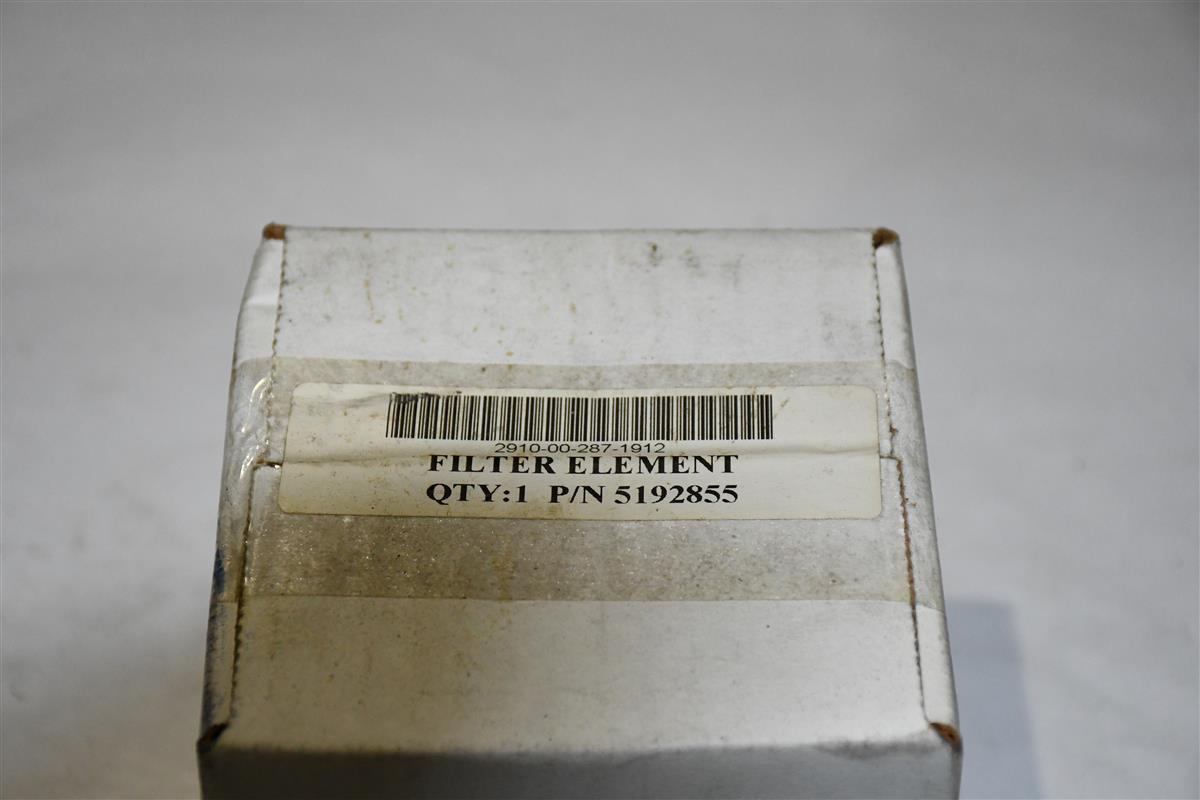 2910-00-287-1912
FILTER ELEMENT
QTY:1 P/N 5192855